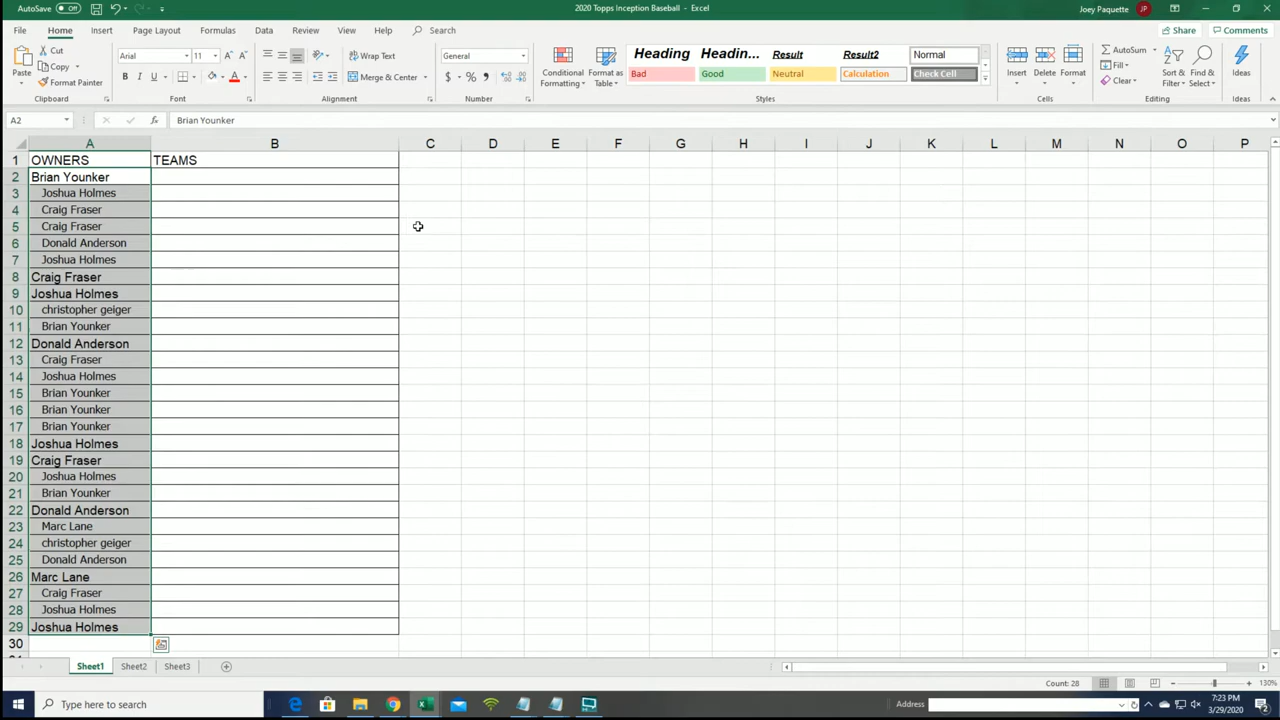 AutoSave Off 2020 Topps Inception Baseball - Excel Joey Paquette JP
File Home Insert Page Layout Formulas Data Review View Help Search Share Comments
Paste Cut Copy Format Painter Clipboard
Arial 11 B I U A Font
Wrap Text Merge & Center Alignment
General $ % Number
Conditional Formatting Format as Table
Heading Headin... Result Result2 Normal
Bad Good Neutral Calculation Check Cell
Styles
Insert Delete Format Cells
AutoSum Fill Clear Sort & Filter Find & Select Editing
Ideas Ideas
A2 fx Brian Younker
A B C D E F G H I J K L M N O P
1 OWNERS TEAMS
2 Brian Younker
3 Joshua Holmes
4 Craig Fraser
5 Craig Fraser
6 Donald Anderson
7 Joshua Holmes
8 Craig Fraser
9 Joshua Holmes
10 christopher geiger
11 Brian Younker
12 Donald Anderson
13 Craig Fraser
14 Joshua Holmes
15 Brian Younker
16 Brian Younker
17 Brian Younker
18 Joshua Holmes
19 Craig Fraser
20 Joshua Holmes
21 Brian Younker
22 Donald Anderson
23 Marc Lane
24 christopher geiger
25 Donald Anderson
26 Marc Lane
27 Craig Fraser
28 Joshua Holmes
29 Joshua Holmes
30
Sheet1 Sheet2 Sheet3
Count: 28 130%
Type here to search Address 7:23 PM
3/29/2020 2